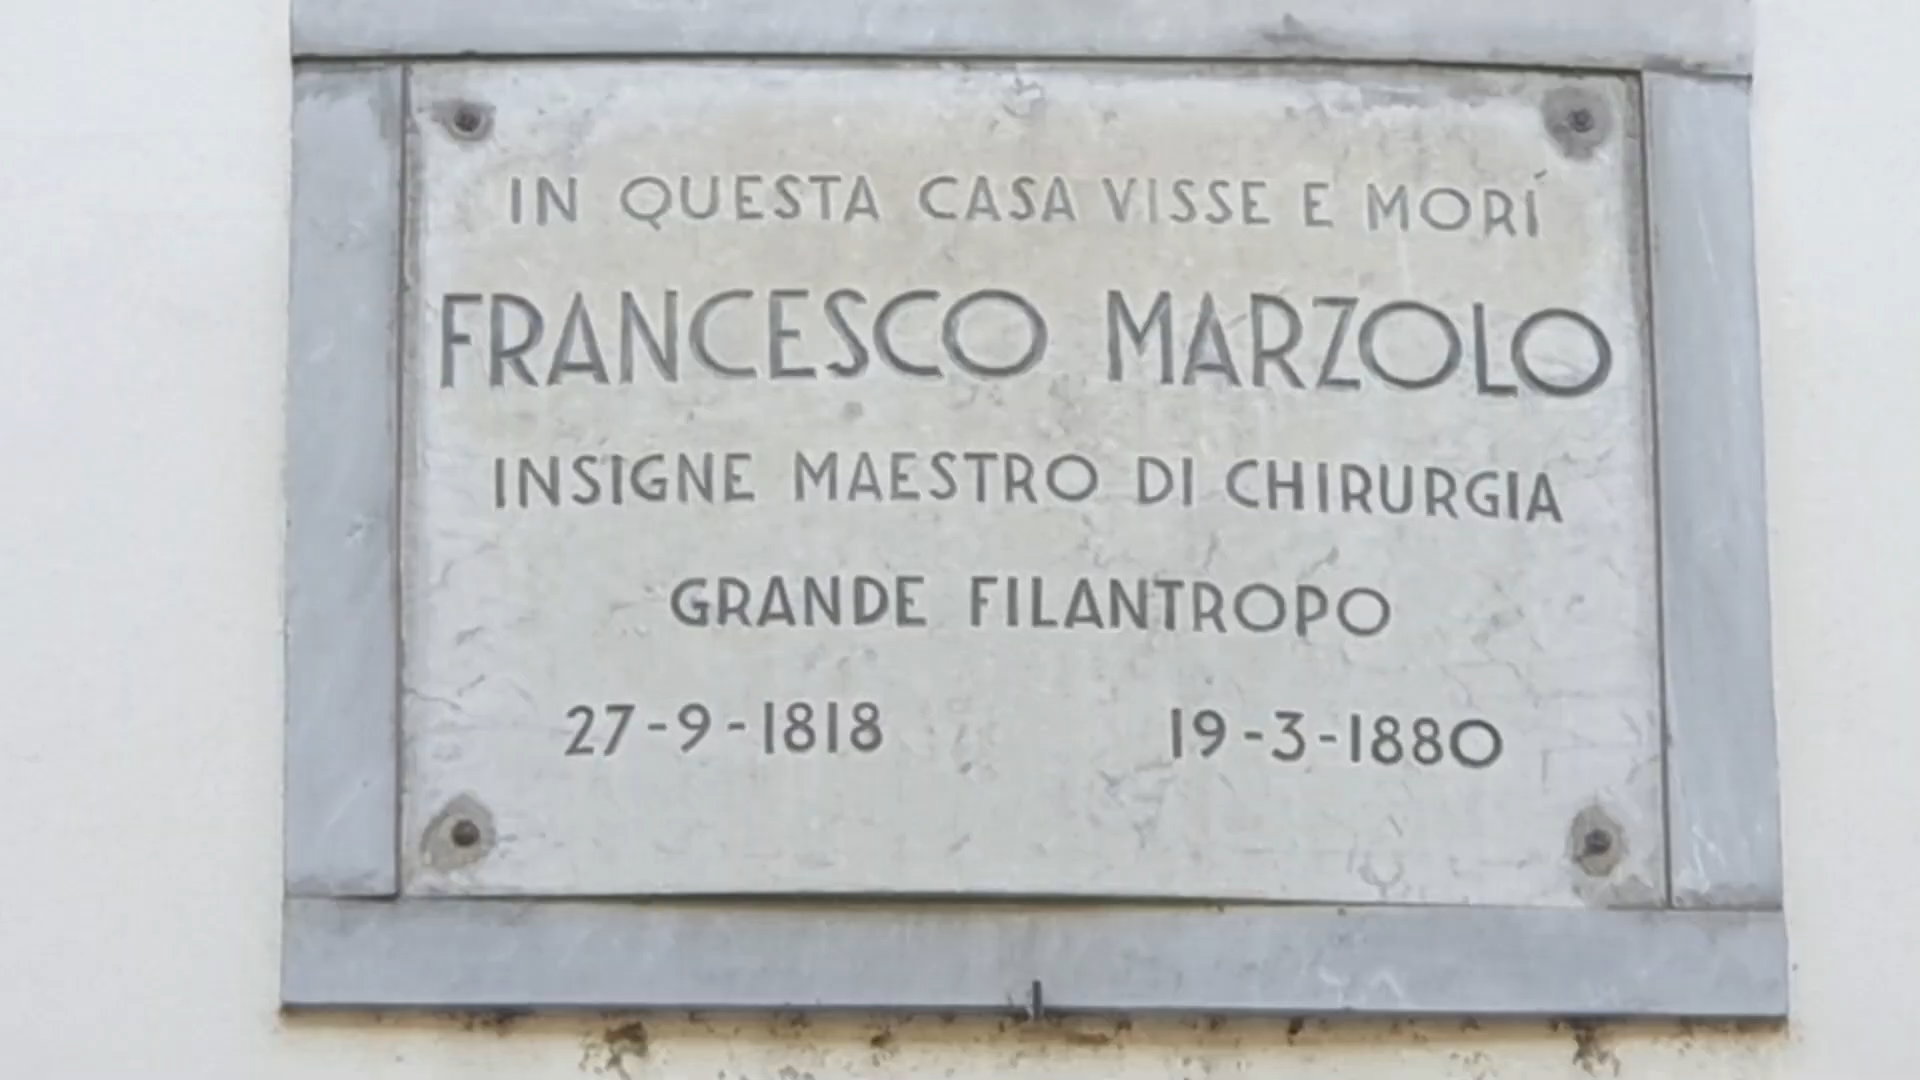 IN QUESTA CASA VISSE E MORÍ
FRANCESCO MARZOLO
INSIGNE MAESTRO DI CHIRURGIA
GRANDE FILANTROPO
27-9-1818 19-3-1880